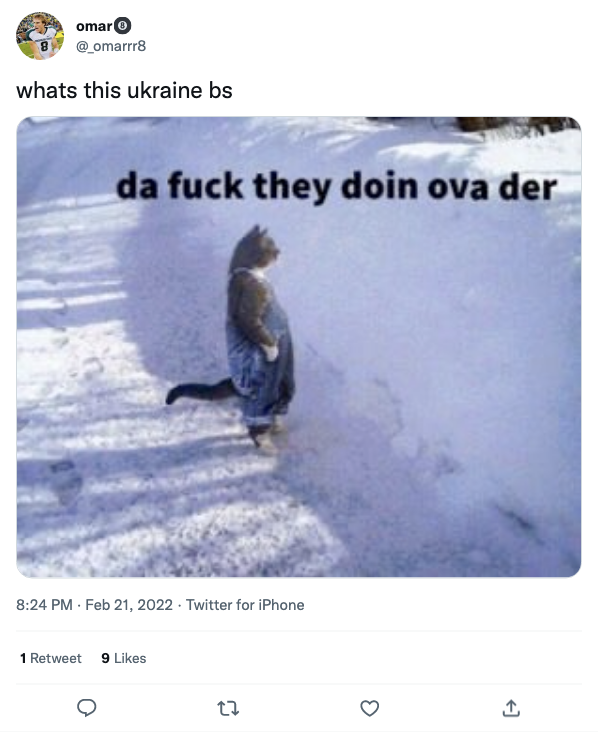 omar
@_omarrr8
8
whats this ukraine bs
da fuck they doin ova der
8:24 PM · Feb 21, 2022 · Twitter for iPhone
1 Retweet 9 Likes